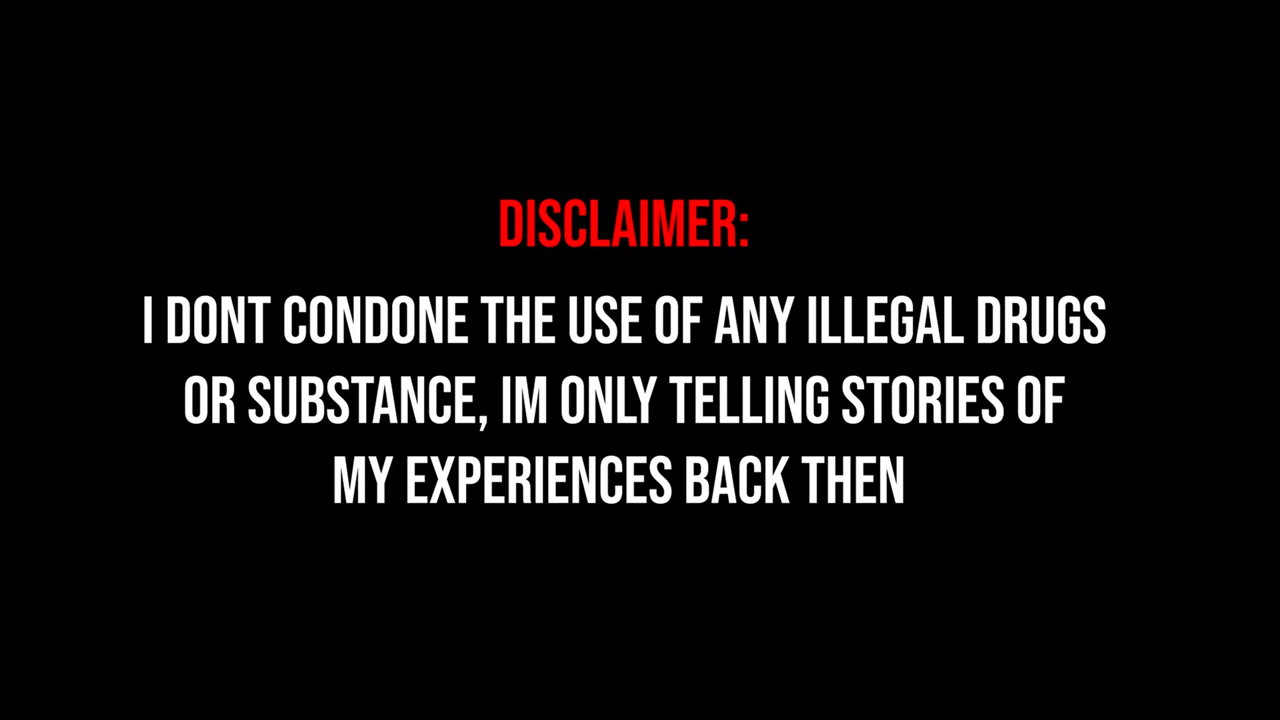 DISCLAIMER:
I DONT CONDONE THE USE OF ANY ILLEGAL DRUGS
OR SUBSTANCE, IM ONLY TELLING STORIES OF
MY EXPERIENCES BACK THEN